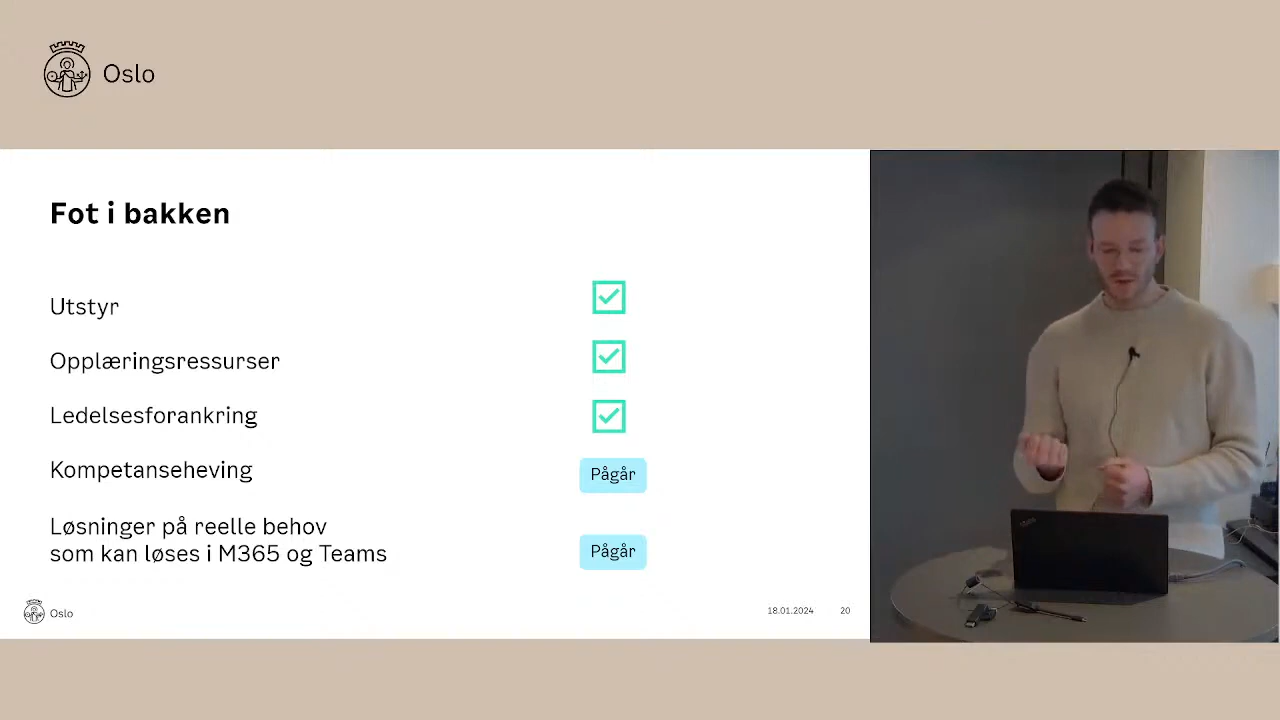 Oslo
Fot i bakken
Utstyr
Opplæringsressurser
Ledelsesforankring
Kompetanseheving
Pågår
Løsninger på reelle behov
som kan løses i M365 og Teams
Pågår
Oslo
18.01.2024
20